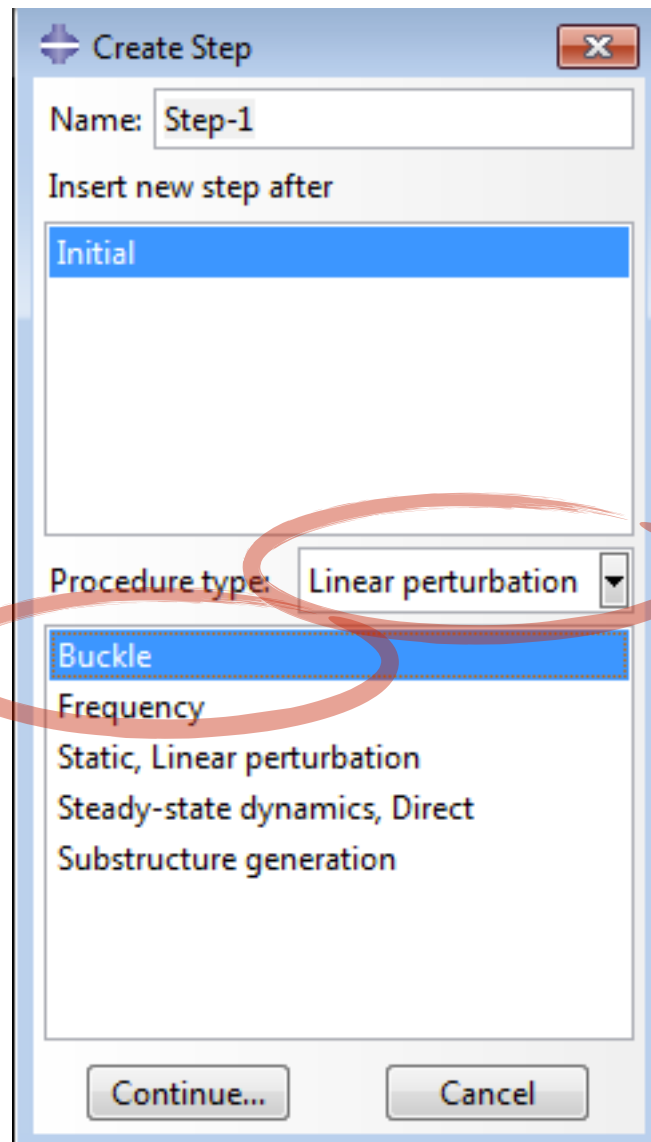 Create Step
Name: Step-1
Insert new step after
Initial
Procedure type: Linear perturbation
Buckle
Frequency
Static, Linear perturbation
Steady-state dynamics, Direct
Substructure generation
Continue... Cancel